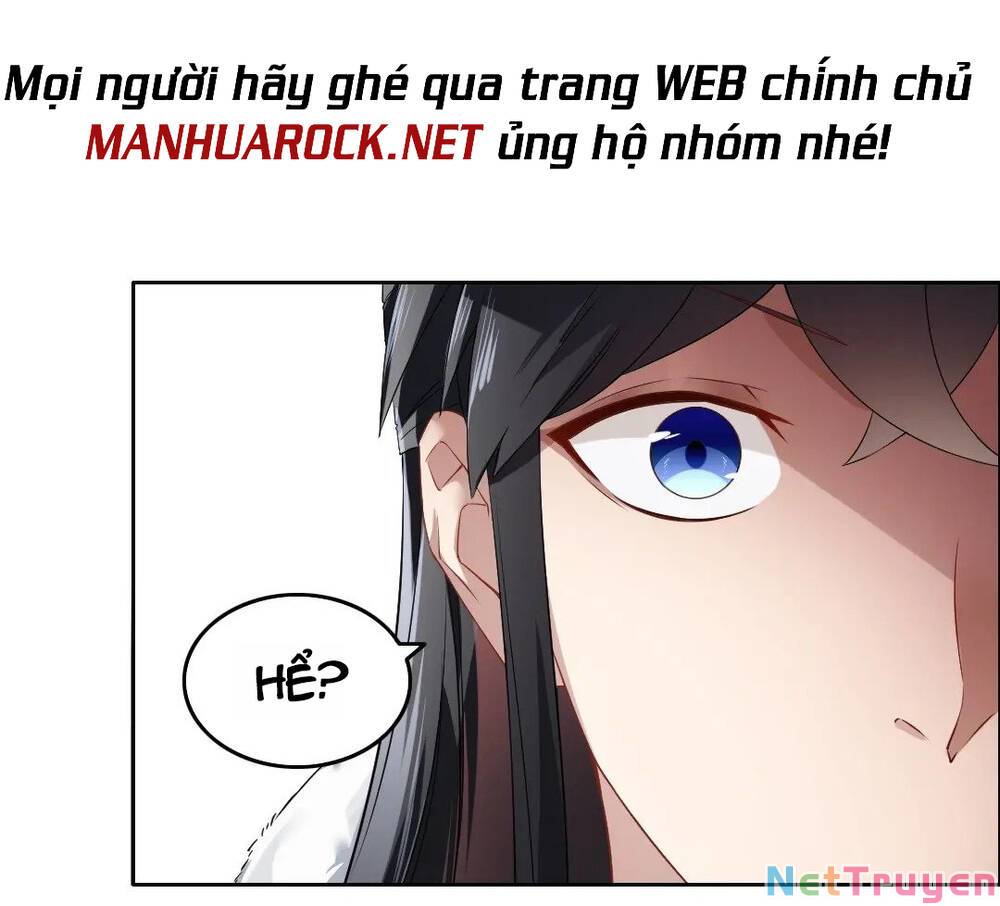 Mọi người hãy ghé qua trang WEB chính chủ
MANHUAROCK.NET ủng hộ nhóm nhé!
HỂ?
NetTruyen